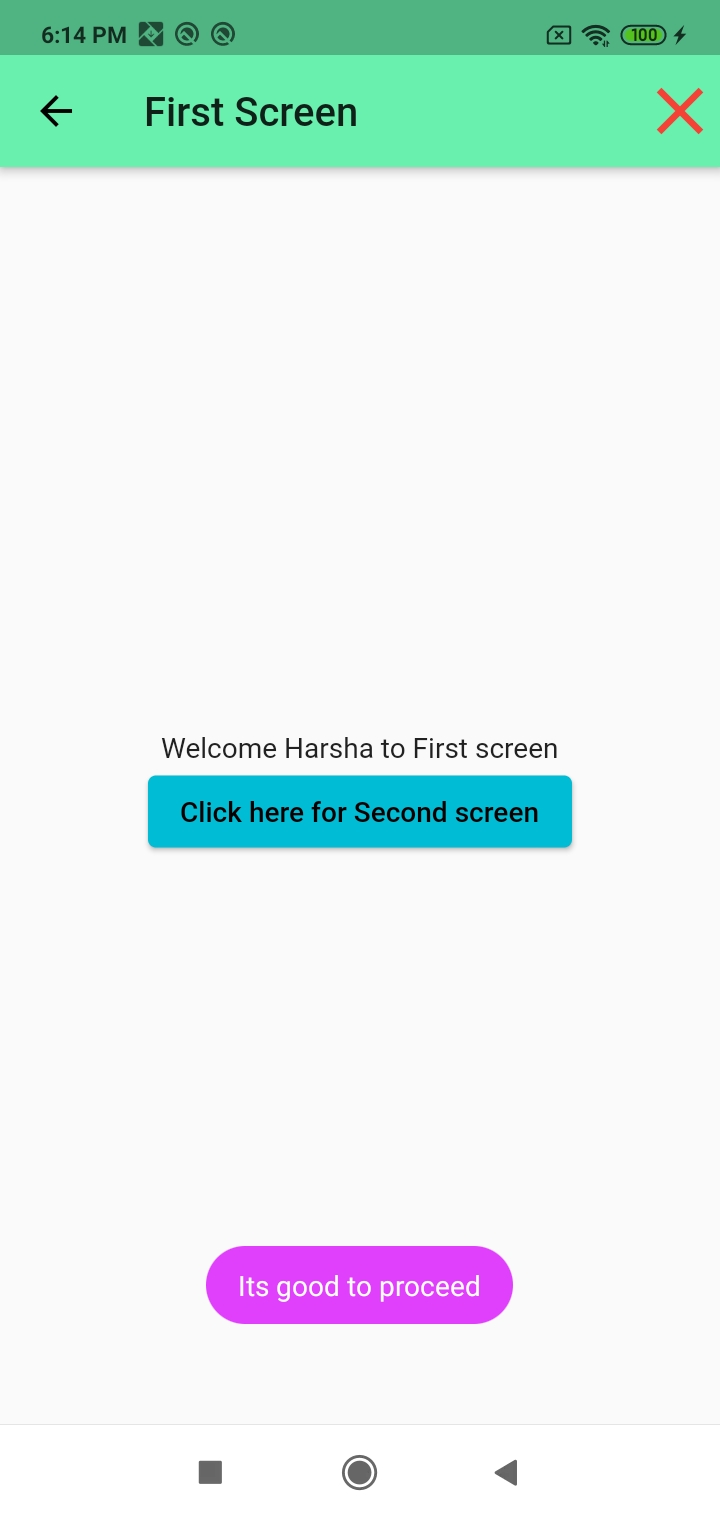 6:14 PM
100
First Screen
Welcome Harsha to First screen
Click here for Second screen
Its good to proceed